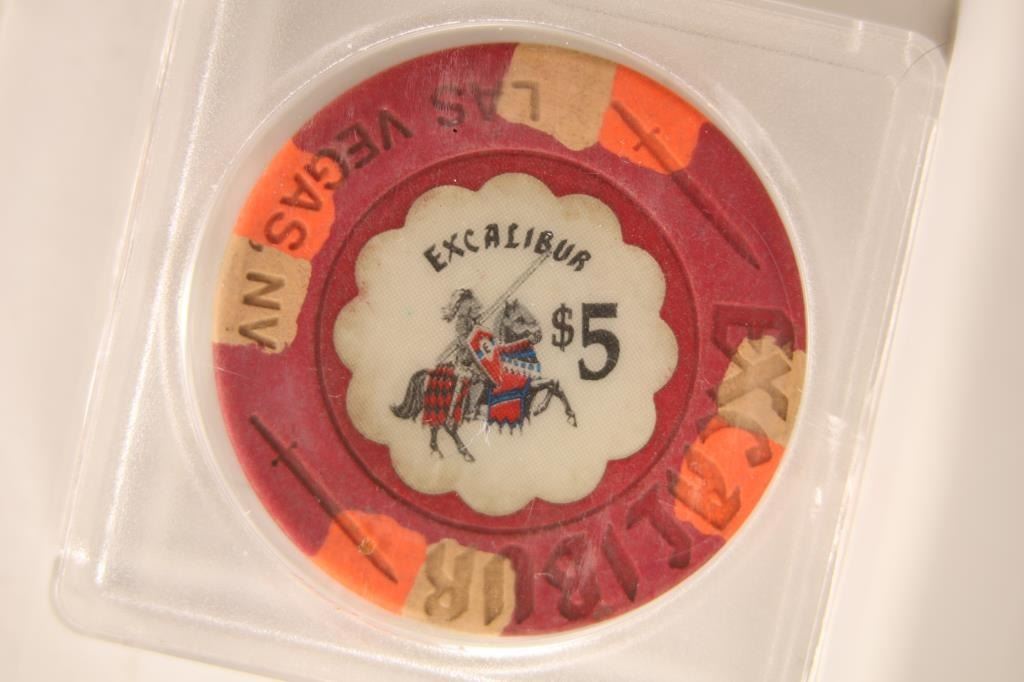 EXCALIBUR
$5
EXCALIBUR
LAS VEGAS, NV